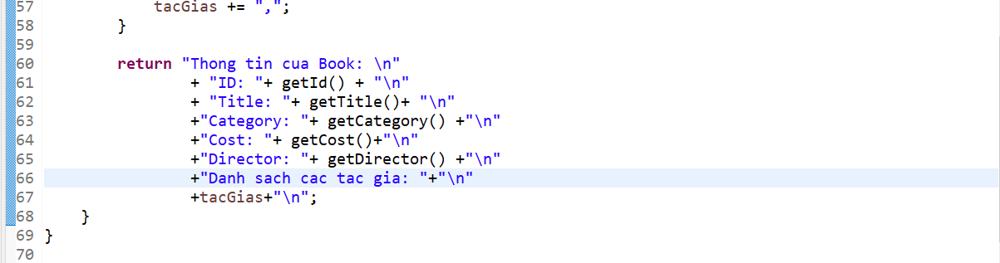 57 tacGias += ",";
58 }
59
60 return "Thong tin cua Book: \n"
61 + "ID: "+ getId() + "\n"
62 + "Title: "+ getTitle()+ "\n"
63 +"Category: "+ getCategory() +"\n"
64 +"Cost: "+ getCost()+"\n"
65 +"Director: "+ getDirector() +"\n"
66 +"Danh sach cac tac gia: "+"\n"
67 +tacGias+"\n";
68 }
69 }
70